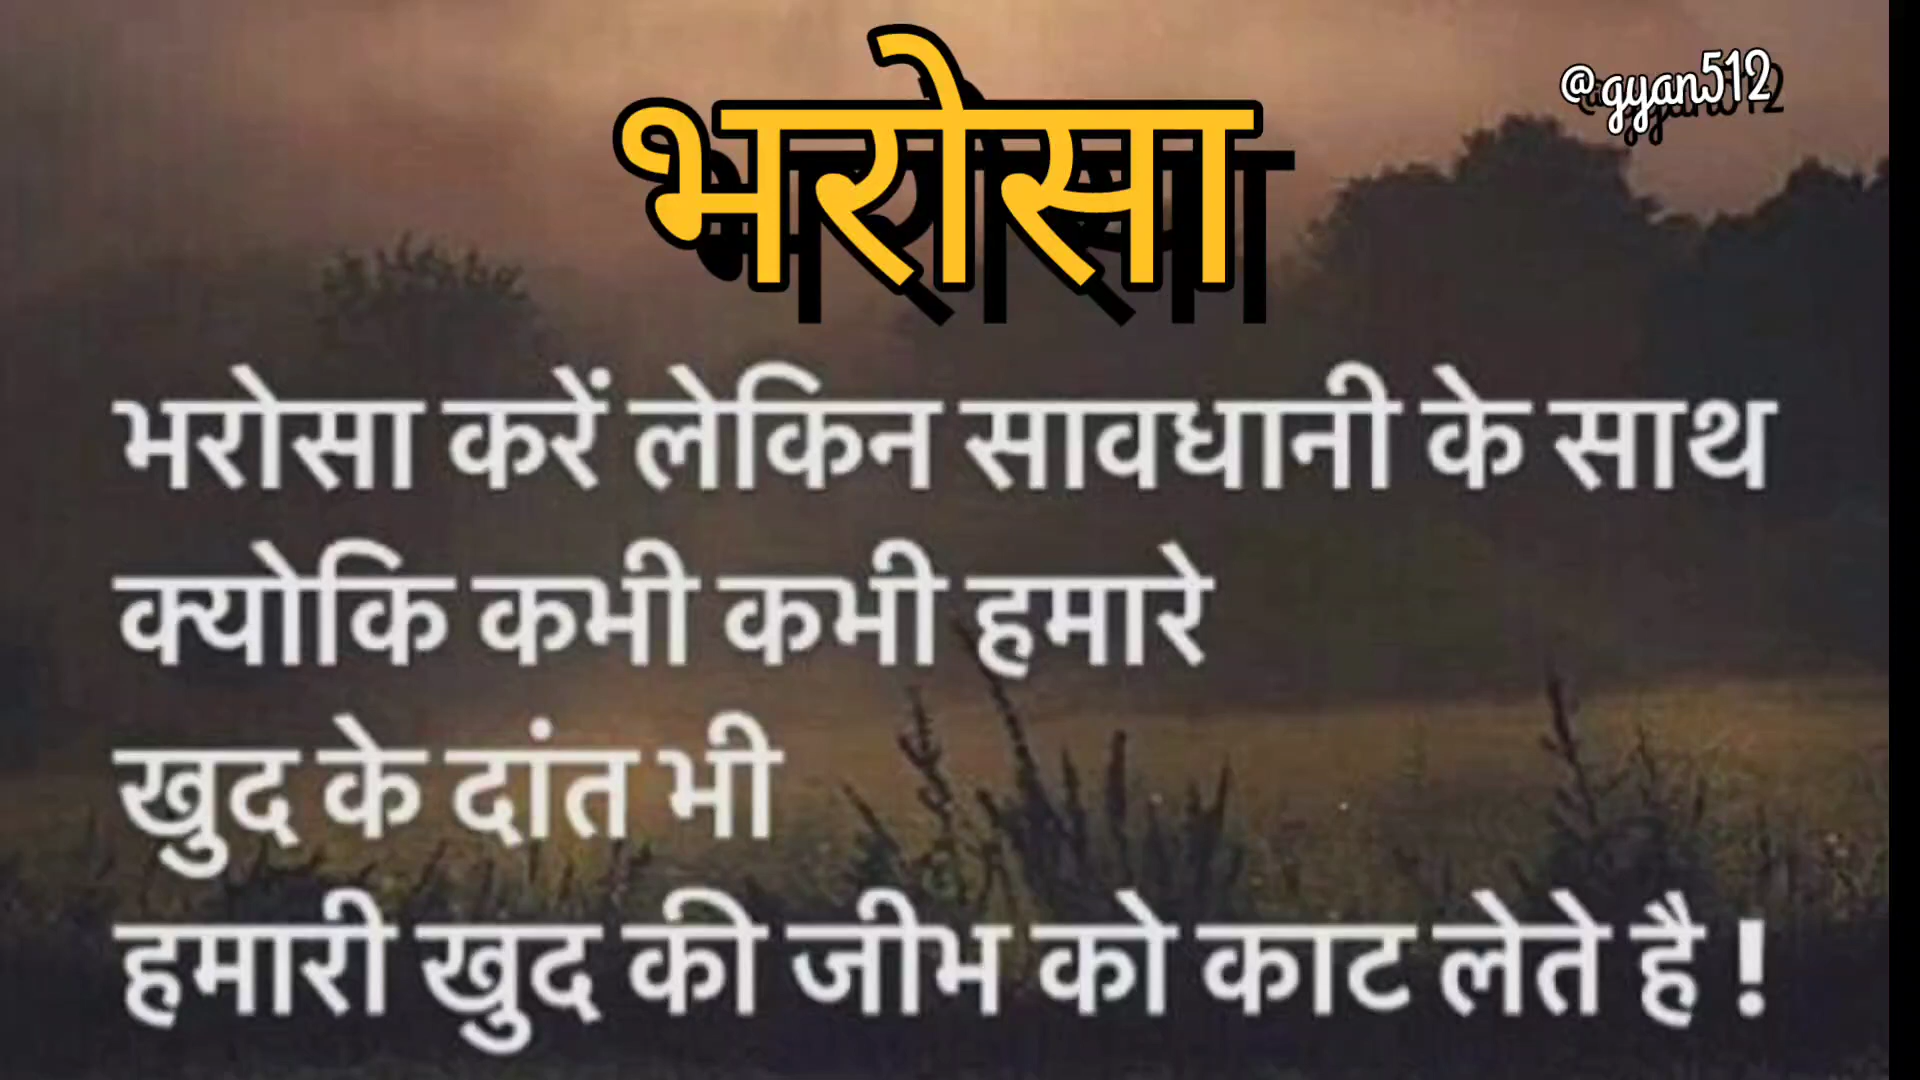 @gyan512
भरोसा
भरोसा करें लेकिन सावधानी के साथ
क्योकि कभी कभी हमारे
खुद के दांत भी
हमारी खुद की जीभ को काट लेते है !